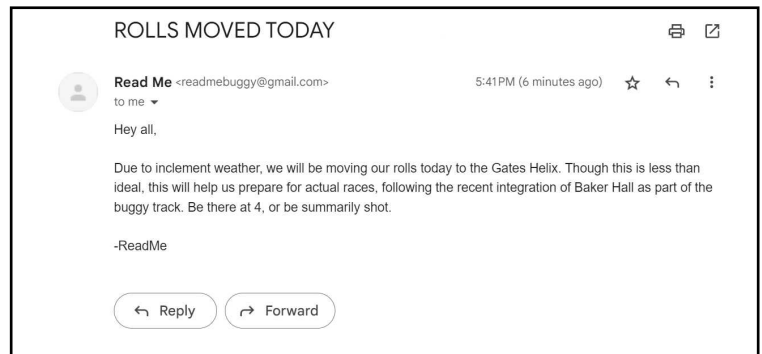 ROLLS MOVED TODAY
Read Me <readmebuggy@gmail.com> 5:41 PM (6 minutes ago)
to me
Hey all,
Due to inclement weather, we will be moving our rolls today to the Gates Helix. Though this is less than
ideal, this will help us prepare for actual races, following the recent integration of Baker Hall as part of the
buggy track. Be there at 4, or be summarily shot.
-ReadMe
Reply Forward